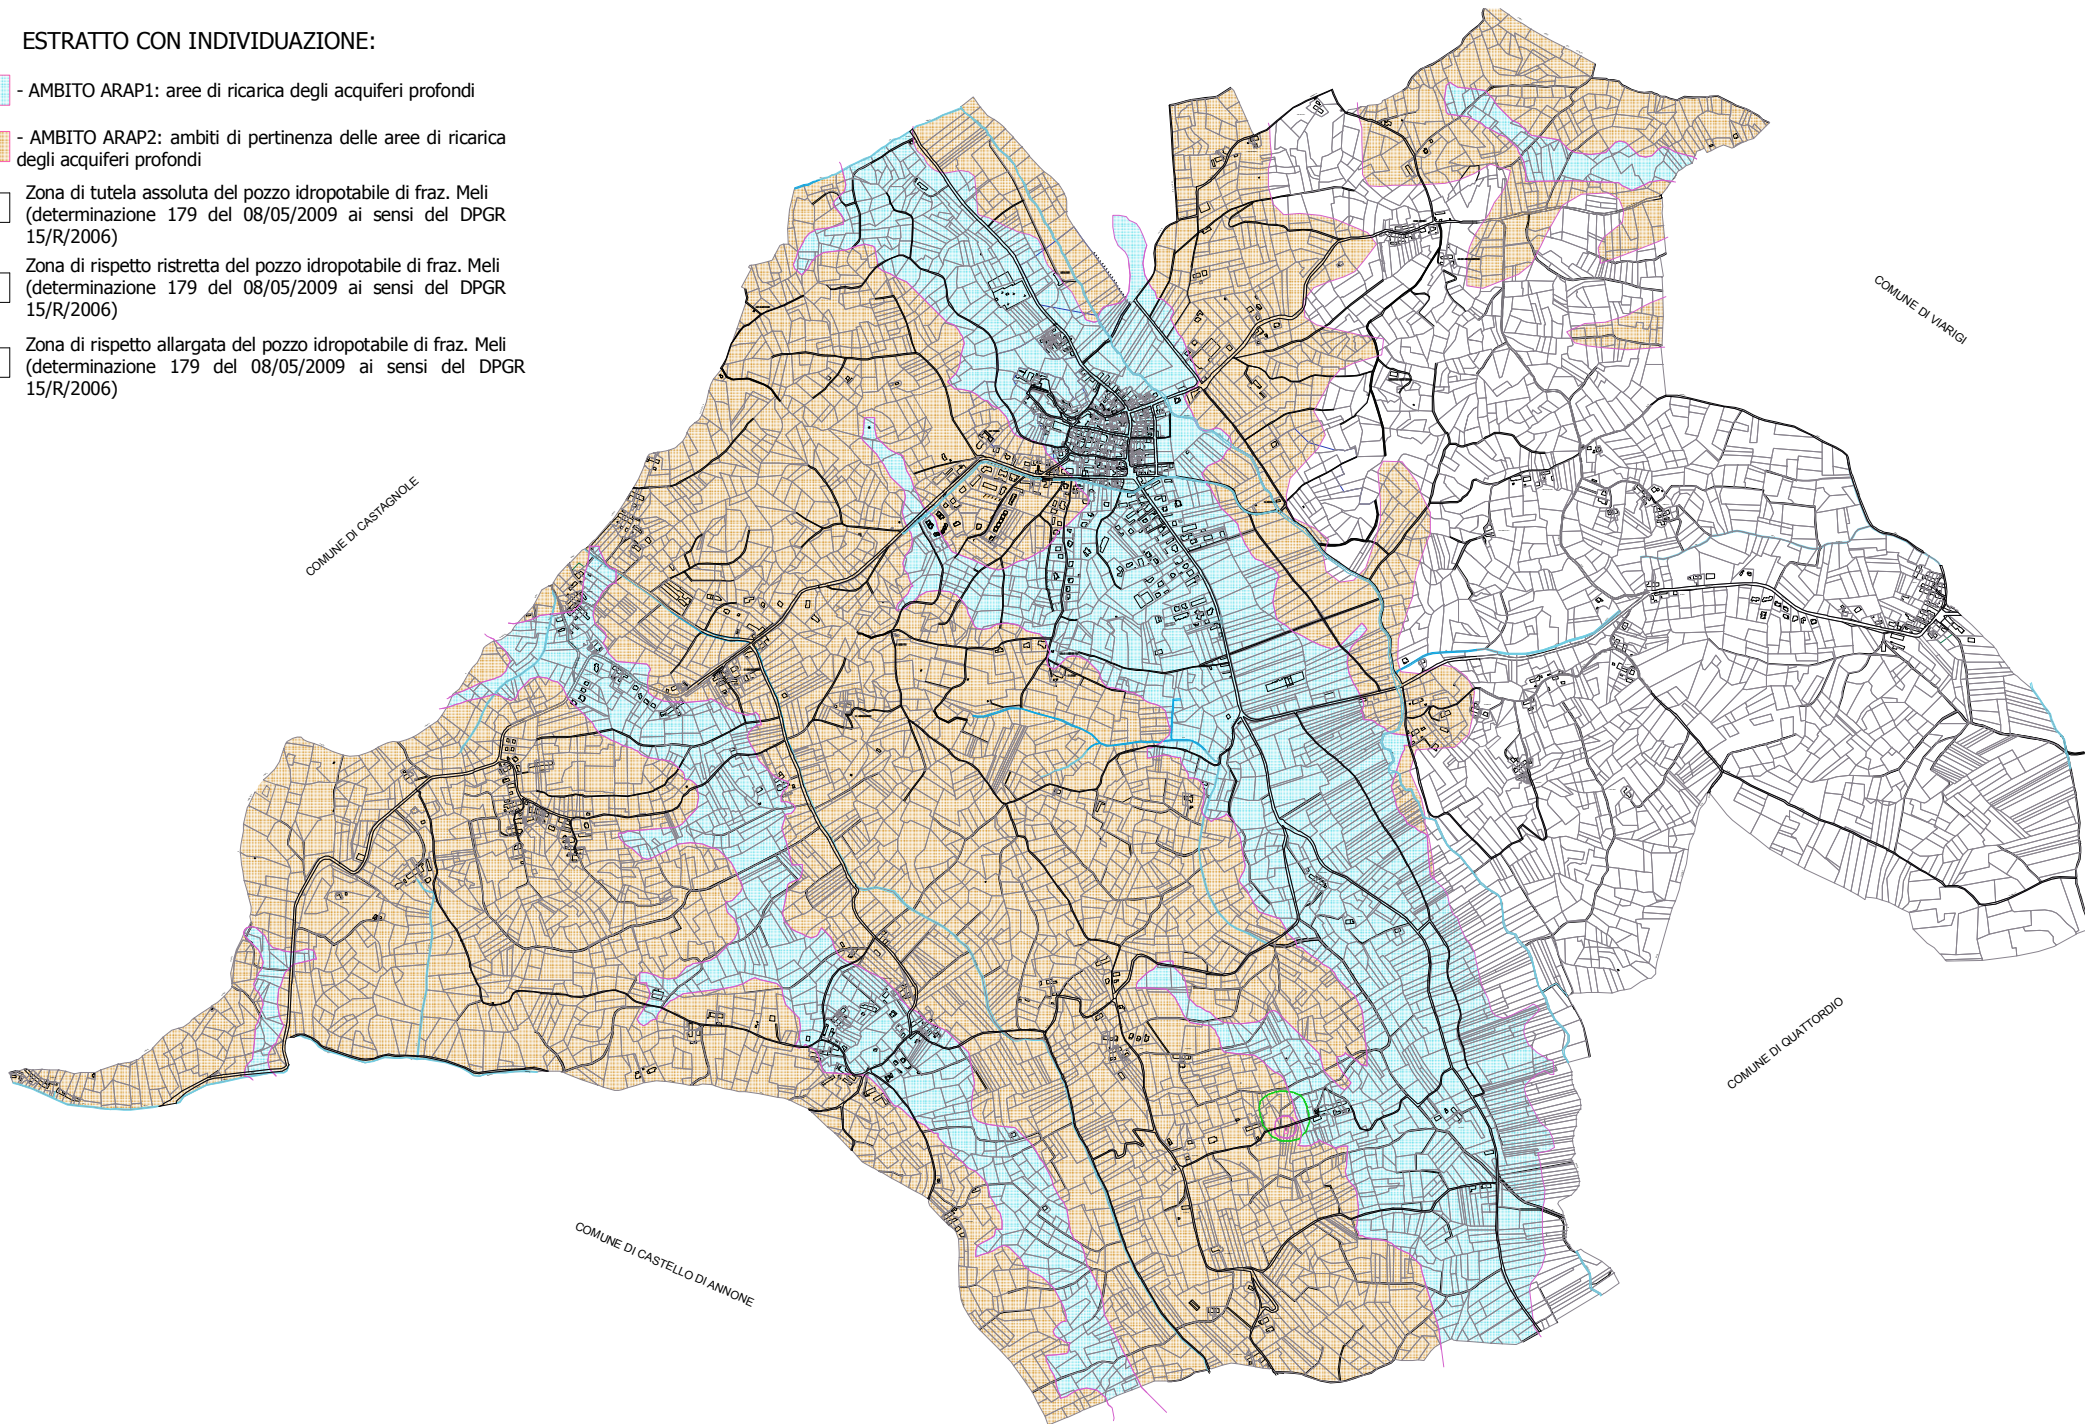 ESTRATTO CON INDIVIDUAZIONE:
- AMBITO ARAP1: aree di ricarica degli acquiferi profondi
- AMBITO ARAP2: ambiti di pertinenza delle aree di ricarica
degli acquiferi profondi
Zona di tutela assoluta del pozzo idropotabile di fraz. Meli
(determinazione 179 del 08/05/2009 ai sensi del DPGR
15/R/2006)
Zona di rispetto ristretta del pozzo idropotabile di fraz. Meli
(determinazione 179 del 08/05/2009 ai sensi del DPGR
15/R/2006)
Zona di rispetto allargata del pozzo idropotabile di fraz. Meli
(determinazione 179 del 08/05/2009 ai sensi del DPGR
15/R/2006)
COMUNE DI VIARIGI
COMUNE DI CASTAGNOLE
COMUNE DI QUATTORDIO
COMUNE DI CASTELLO DI ANNONE